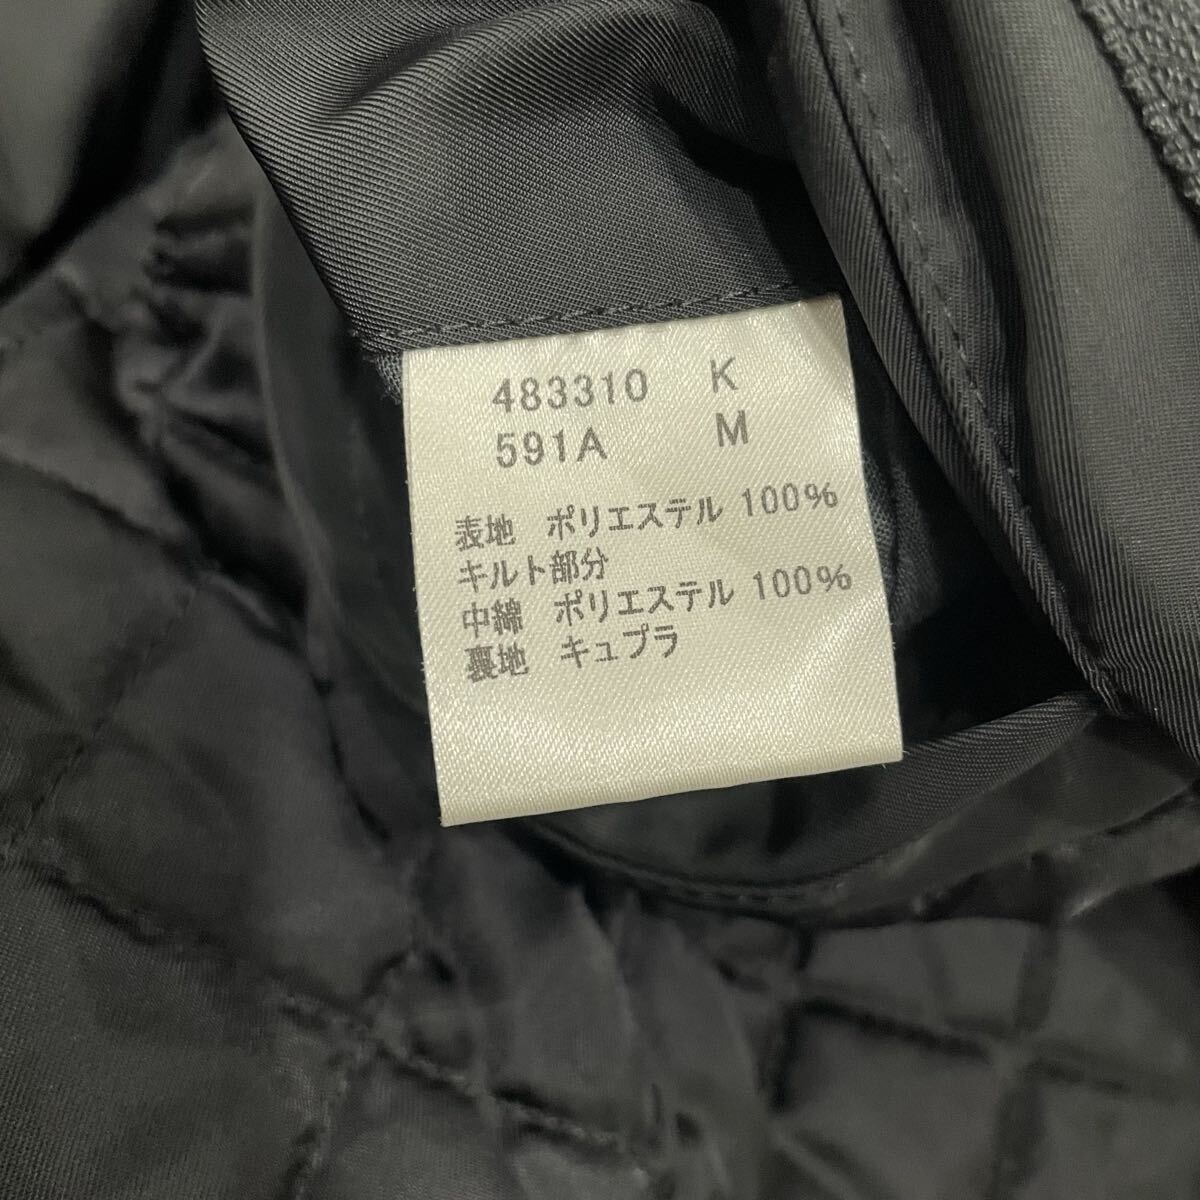 483310 K
591A M
表地 ポリエステル 100%
キルト部分
中綿 ポリエステル 100%
裏地 キュプラ